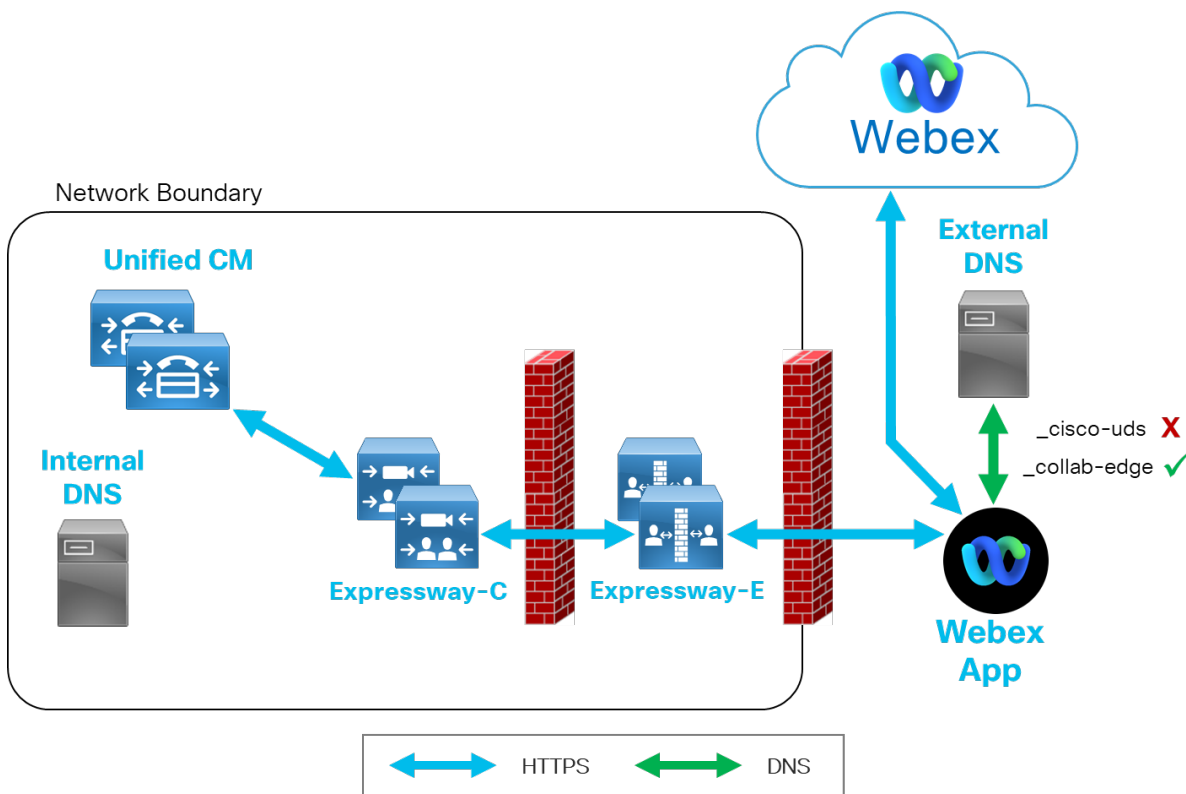 Webex
Network Boundary
Unified CM
External
DNS
_cisco-uds X
_collab-edge ✓
Internal
DNS
Expressway-C
Expressway-E
Webex
App
HTTPS
DNS